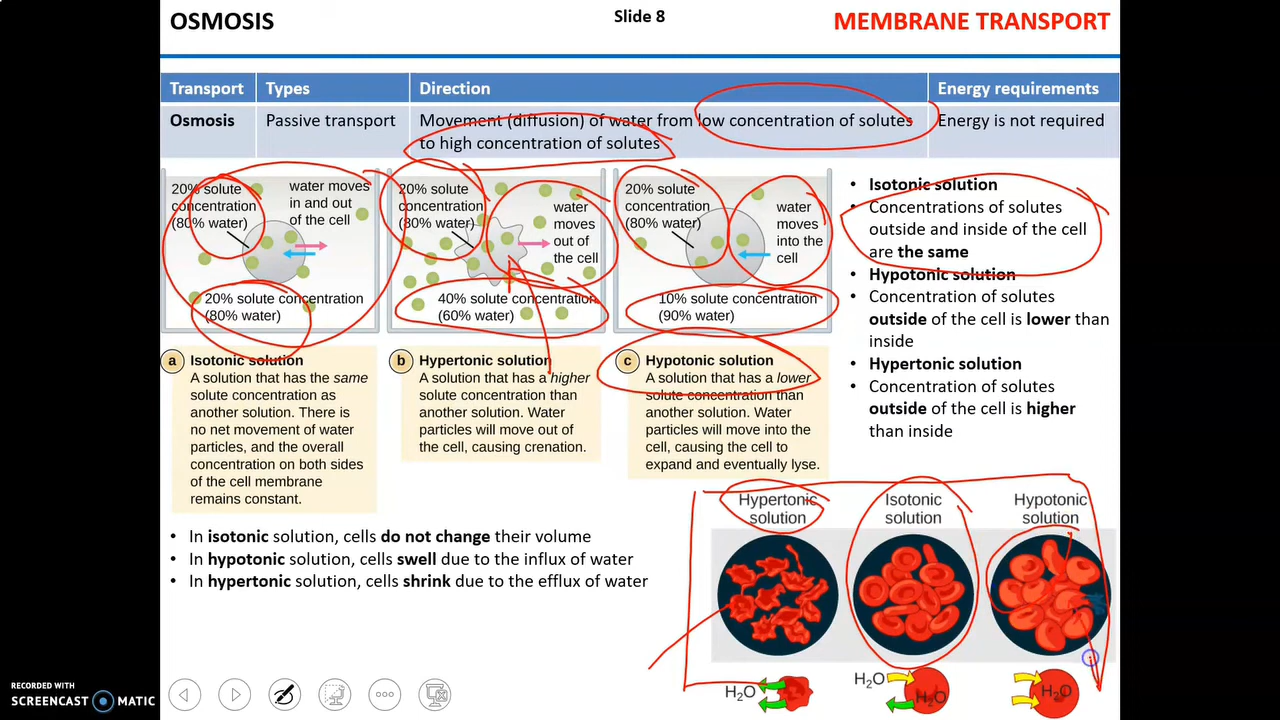 OSMOSIS
Slide 8
MEMBRANE TRANSPORT
Transport
Types
Direction
Energy requirements
Osmosis
Passive transport
Movement (diffusion) of water from low concentration of solutes
to high concentration of solutes
Energy is not required
20% solute
concentration
(80% water)
water moves
in and out
of the cell
20% solute concentration
(80% water)
20% solute
concentration
(80% water)
water
moves
out of
the cell
40% solute concentration
(60% water)
20% solute
concentration
(80% water)
water
moves
into the
cell
10% solute concentration
(90% water)
a Isotonic solution
A solution that has the same
solute concentration as
another solution. There is
no net movement of water
particles, and the overall
concentration on both sides
of the cell membrane
remains constant.
b Hypertonic solution
A solution that has a higher
solute concentration than
another solution. Water
particles will move out of
the cell, causing crenation.
c Hypotonic solution
A solution that has a lower
solute concentration than
another solution. Water
particles will move into the
cell, causing the cell to
expand and eventually lyse.
• Isotonic solution
• Concentrations of solutes
outside and inside of the cell
are the same
• Hypotonic solution
• Concentration of solutes
outside of the cell is lower than
inside
• Hypertonic solution
• Concentration of solutes
outside of the cell is higher
than inside
• In isotonic solution, cells do not change their volume
• In hypotonic solution, cells swell due to the influx of water
• In hypertonic solution, cells shrink due to the efflux of water
Hypertonic
solution
Isotonic
solution
Hypotonic
solution
H₂O
H₂O
H₂O
H₂O
RECORDED WITH
SCREENCAST MATIC